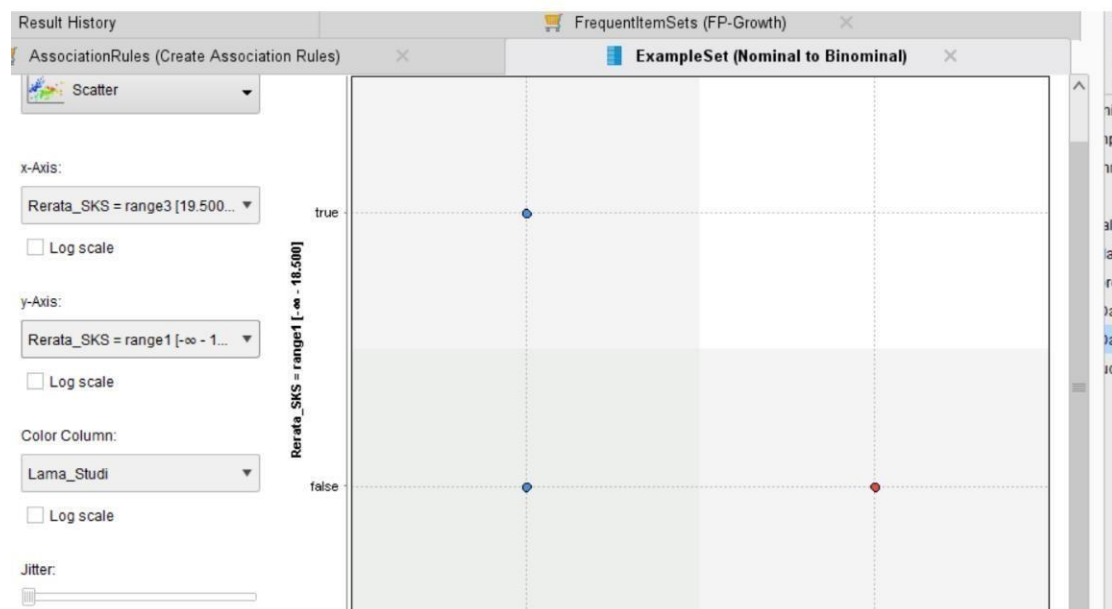 Result History
FrequentItemSets (FP-Growth)
AssociationRules (Create Association Rules)
ExampleSet (Nominal to Binominal)
Scatter
x-Axis:
Rerata_SKS = range3 [19.500...
Log scale
y-Axis:
Rerata_SKS = range1 [-∞ - 1...
Log scale
Color Column:
Lama_Studi
Log scale
Jitter:
Rerata_SKS = range1 [-∞ - 18.500]
true
false